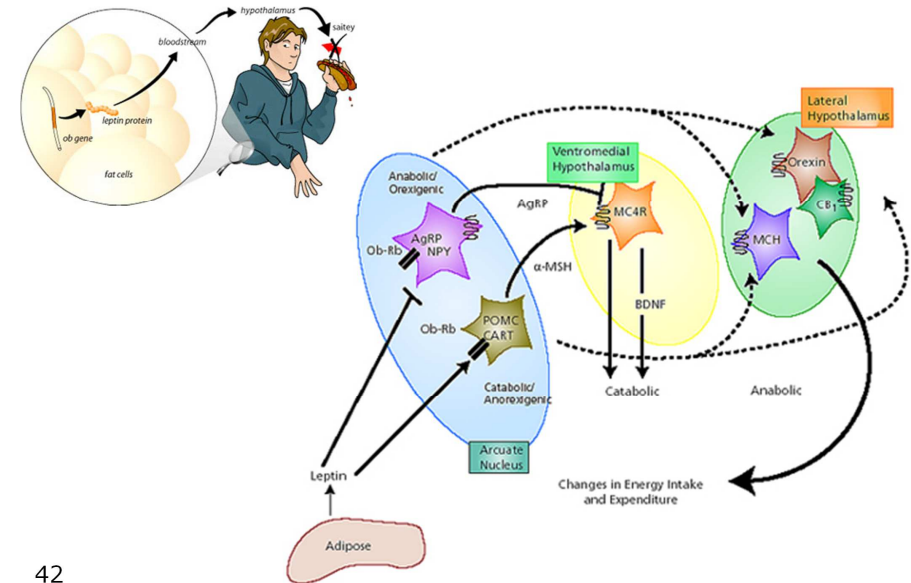 hypothalamus
saitey
bloodstream
leptin protein
ob gene
fat cells
Lateral
Hypothalamus
Ventromedial
Hypothalamus
Anabolic/
Orexigenic
Orexin
AgRP
MC4R
CB1
Ob-Rb
AgRP
NPY
MCH
α-MSH
BDNF
Ob-Rb
POMC
CART
Catabolic/
Anorexigenic
Catabolic
Anabolic
Arcuate
Nucleus
Leptin
Changes in Energy Intake
and Expenditure
Adipose
42